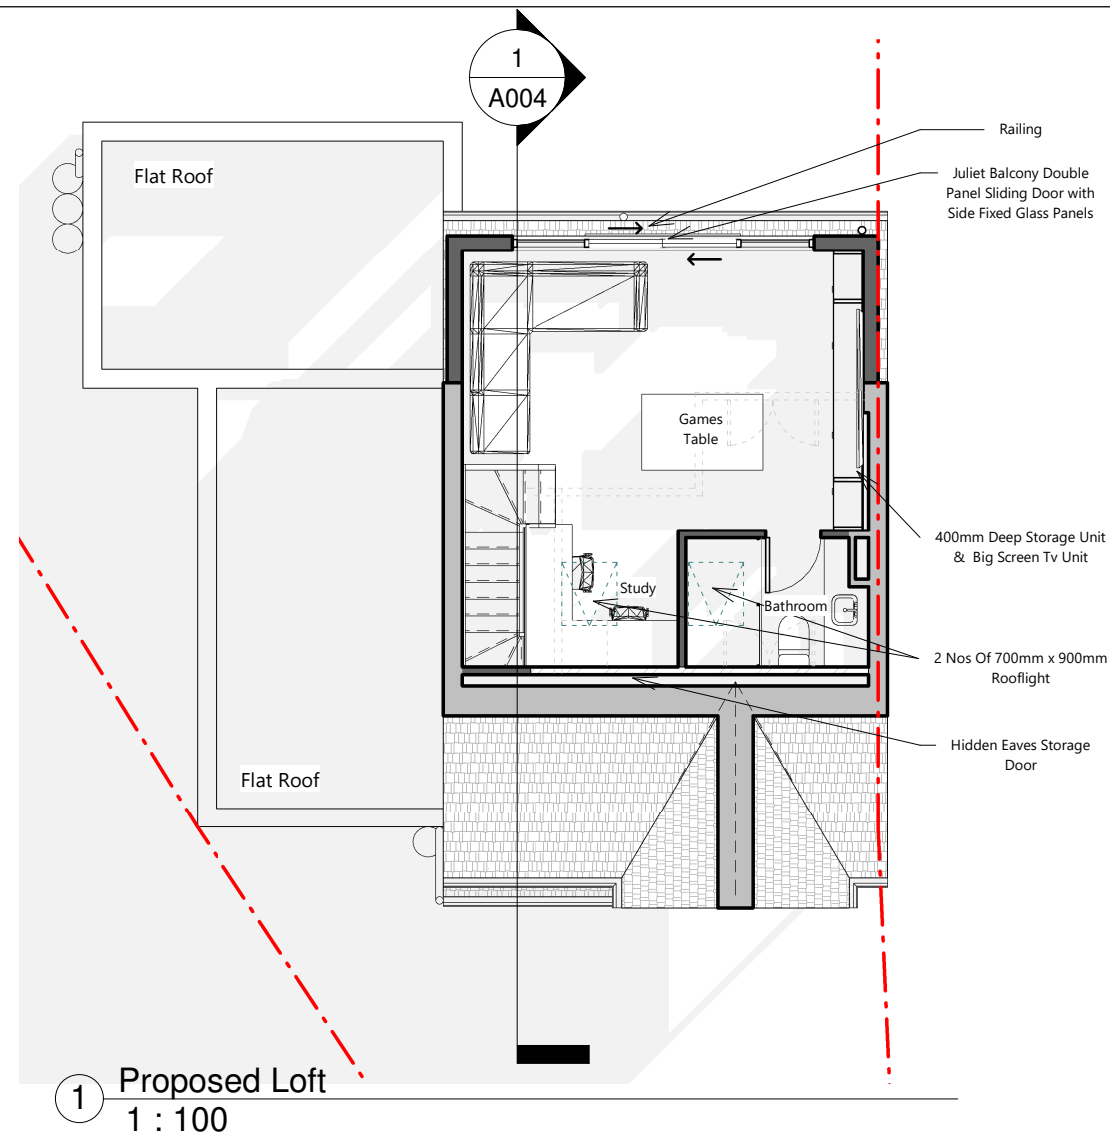 1
A004
Railing
Flat Roof
Juliet Balcony Double
Panel Sliding Door with
Side Fixed Glass Panels
Games
Table
400mm Deep Storage Unit
& Big Screen Tv Unit
Study
Bathroom
2 Nos Of 700mm x 900mm
Rooflight
Hidden Eaves Storage
Door
Flat Roof
1
Proposed Loft
1 : 100